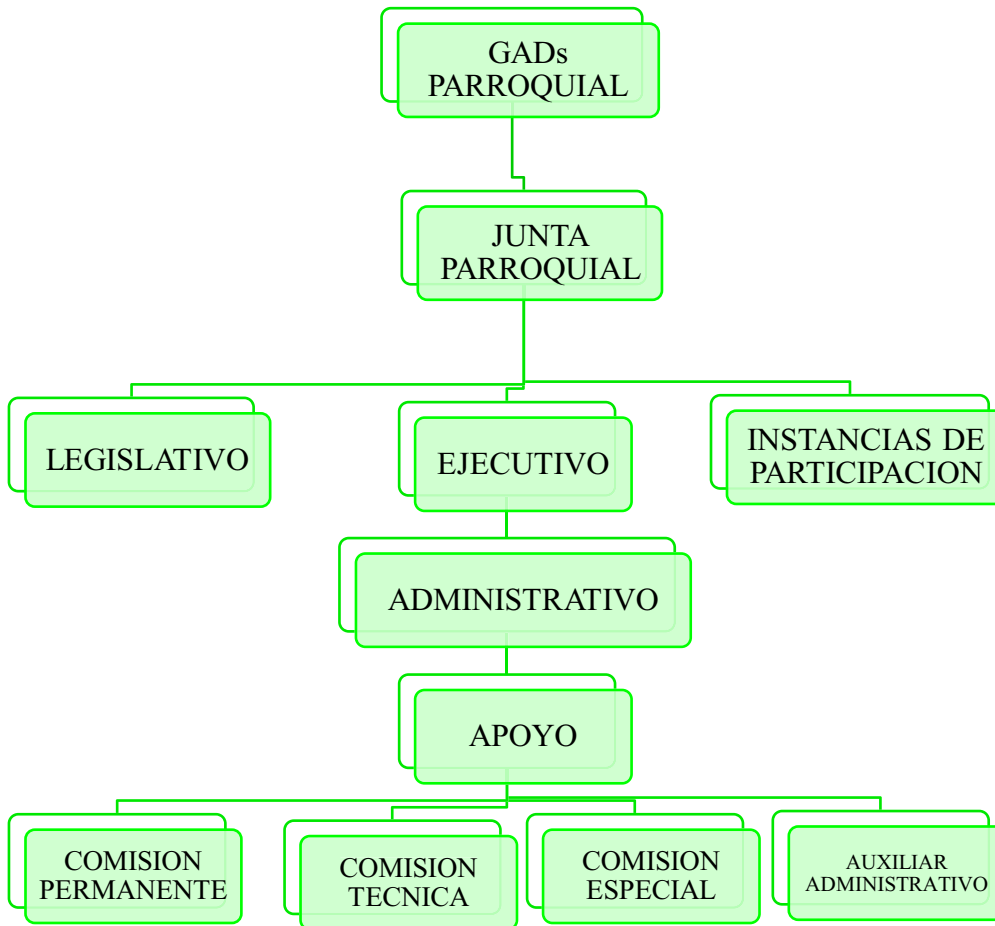 GADs
PARROQUIAL
JUNTA
PARROQUIAL
LEGISLATIVO
EJECUTIVO
INSTANCIAS DE
PARTICIPACION
ADMINISTRATIVO
APOYO
COMISION
PERMANENTE
COMISION
TECNICA
COMISION
ESPECIAL
AUXILIAR
ADMINISTRATIVO